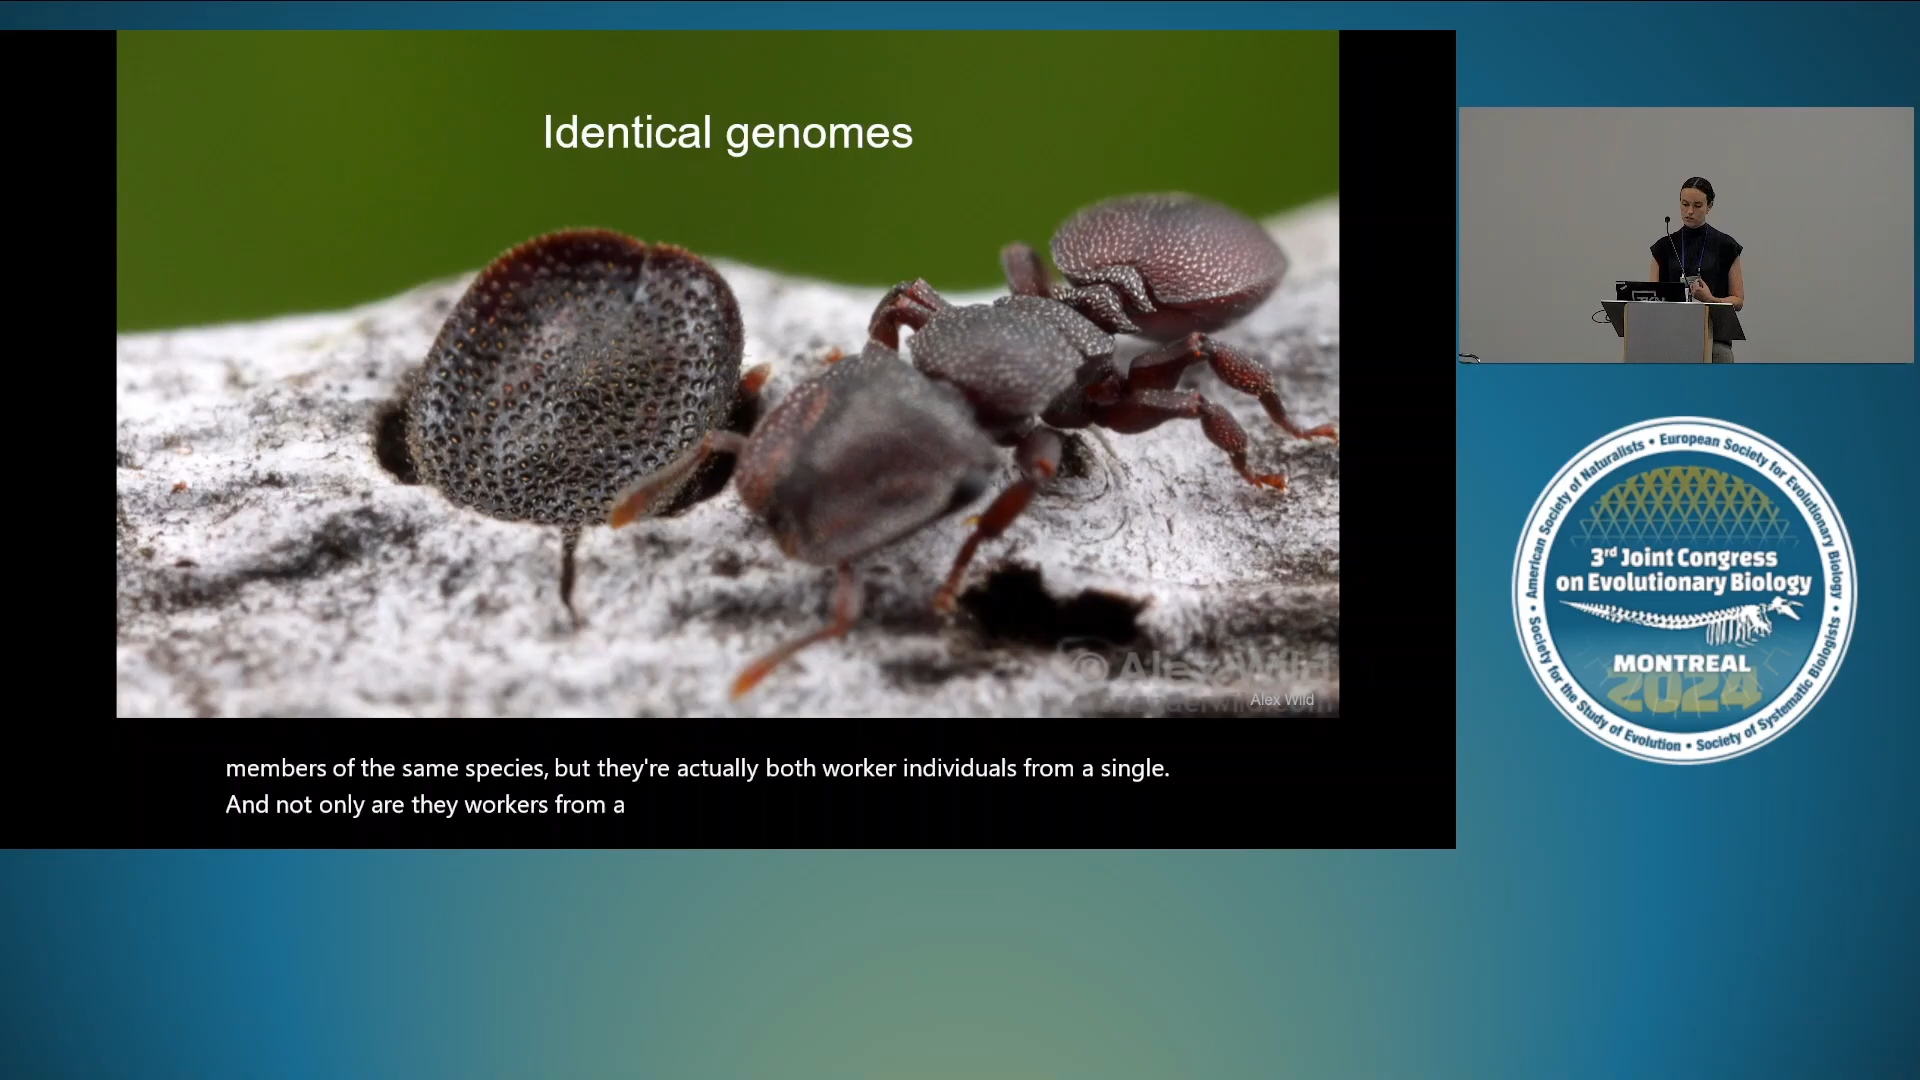 Identical genomes
© Alex Wild
Alex Wild
members of the same species, but they're actually both worker individuals from a single.
And not only are they workers from a
American Society of Naturalists • European Society for Evolutionary Biology •
Society for the Study of Evolution • Society of Systematic Biologists •
3rd Joint Congress
on Evolutionary Biology
MONTREAL
2024